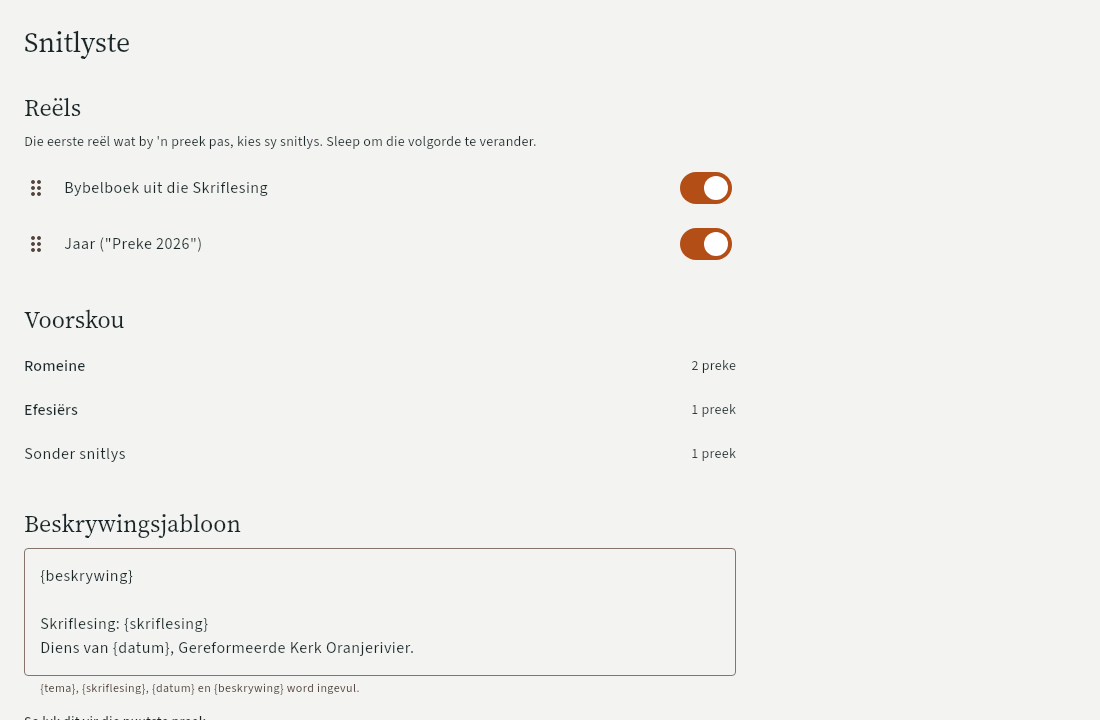 Snitlyste
Reëls
Die eerste reël wat by 'n preek pas, kies sy snitlys. Sleep om die volgorde te verander.
Bybelboek uit die Skriflesing
Jaar ("Preke 2026")
Voorskou
Romeine 2 preke
Efesiërs 1 preek
Sonder snitlys 1 preek
Beskrywingsjabloon
{beskrywing}
Skriflesing: {skriflesing}
Diens van {datum}, Gereformeerde Kerk Oranjerivier.
{tema}, {skriflesing}, {datum} en {beskrywing} word ingevul.